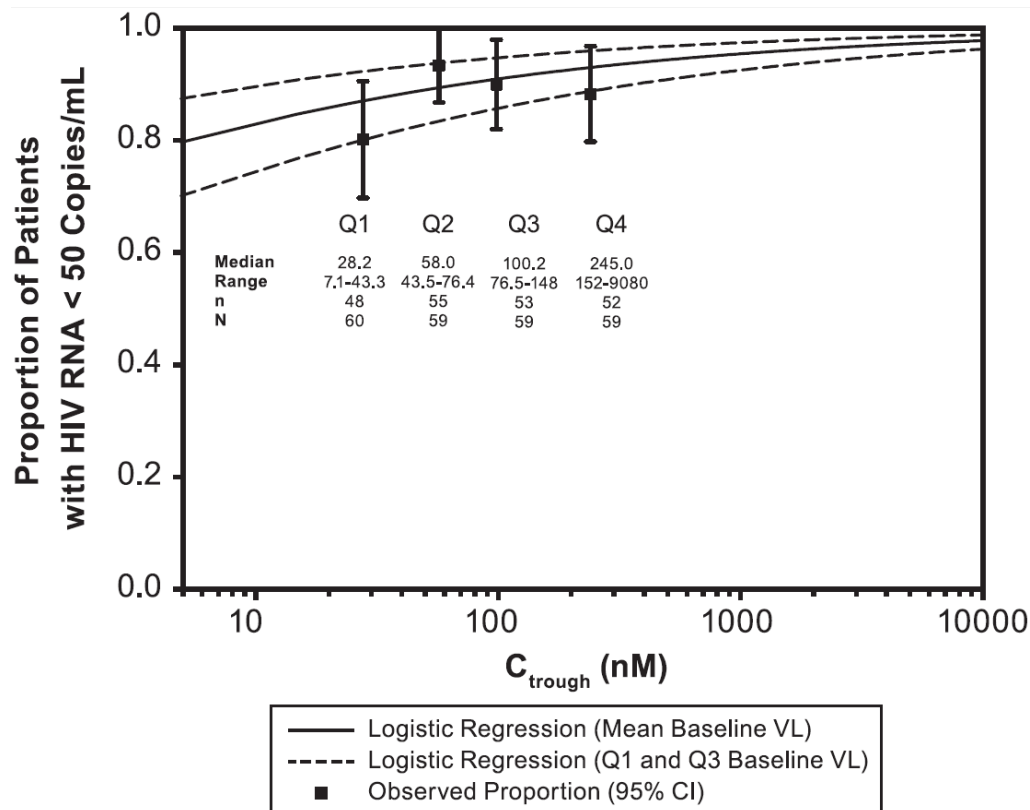 Proportion of Patients
with HIV RNA < 50 Copies/mL
1.0
0.8
0.6
0.4
0.2
0.0
Q1 Q2 Q3 Q4
Median 28.2 58.0 100.2 245.0
Range 7.1-43.3 43.5-76.4 76.5-148 152-9080
n 48 55 53 52
N 60 59 59 59
10 100 1000 10000
Ctrough (nM)
Logistic Regression (Mean Baseline VL)
Logistic Regression (Q1 and Q3 Baseline VL)
Observed Proportion (95% CI)